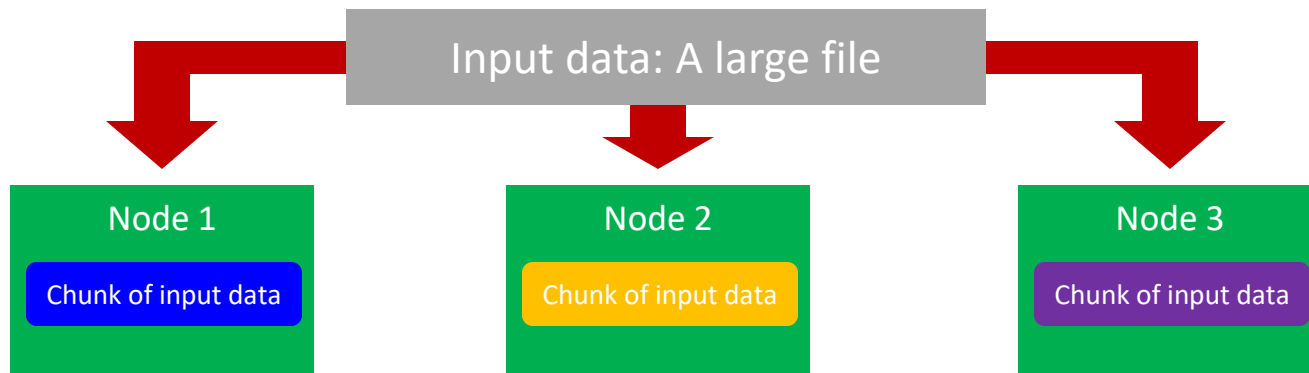 Input data: A large file
Node 1
Node 2
Node 3
Chunk of input data
Chunk of input data
Chunk of input data